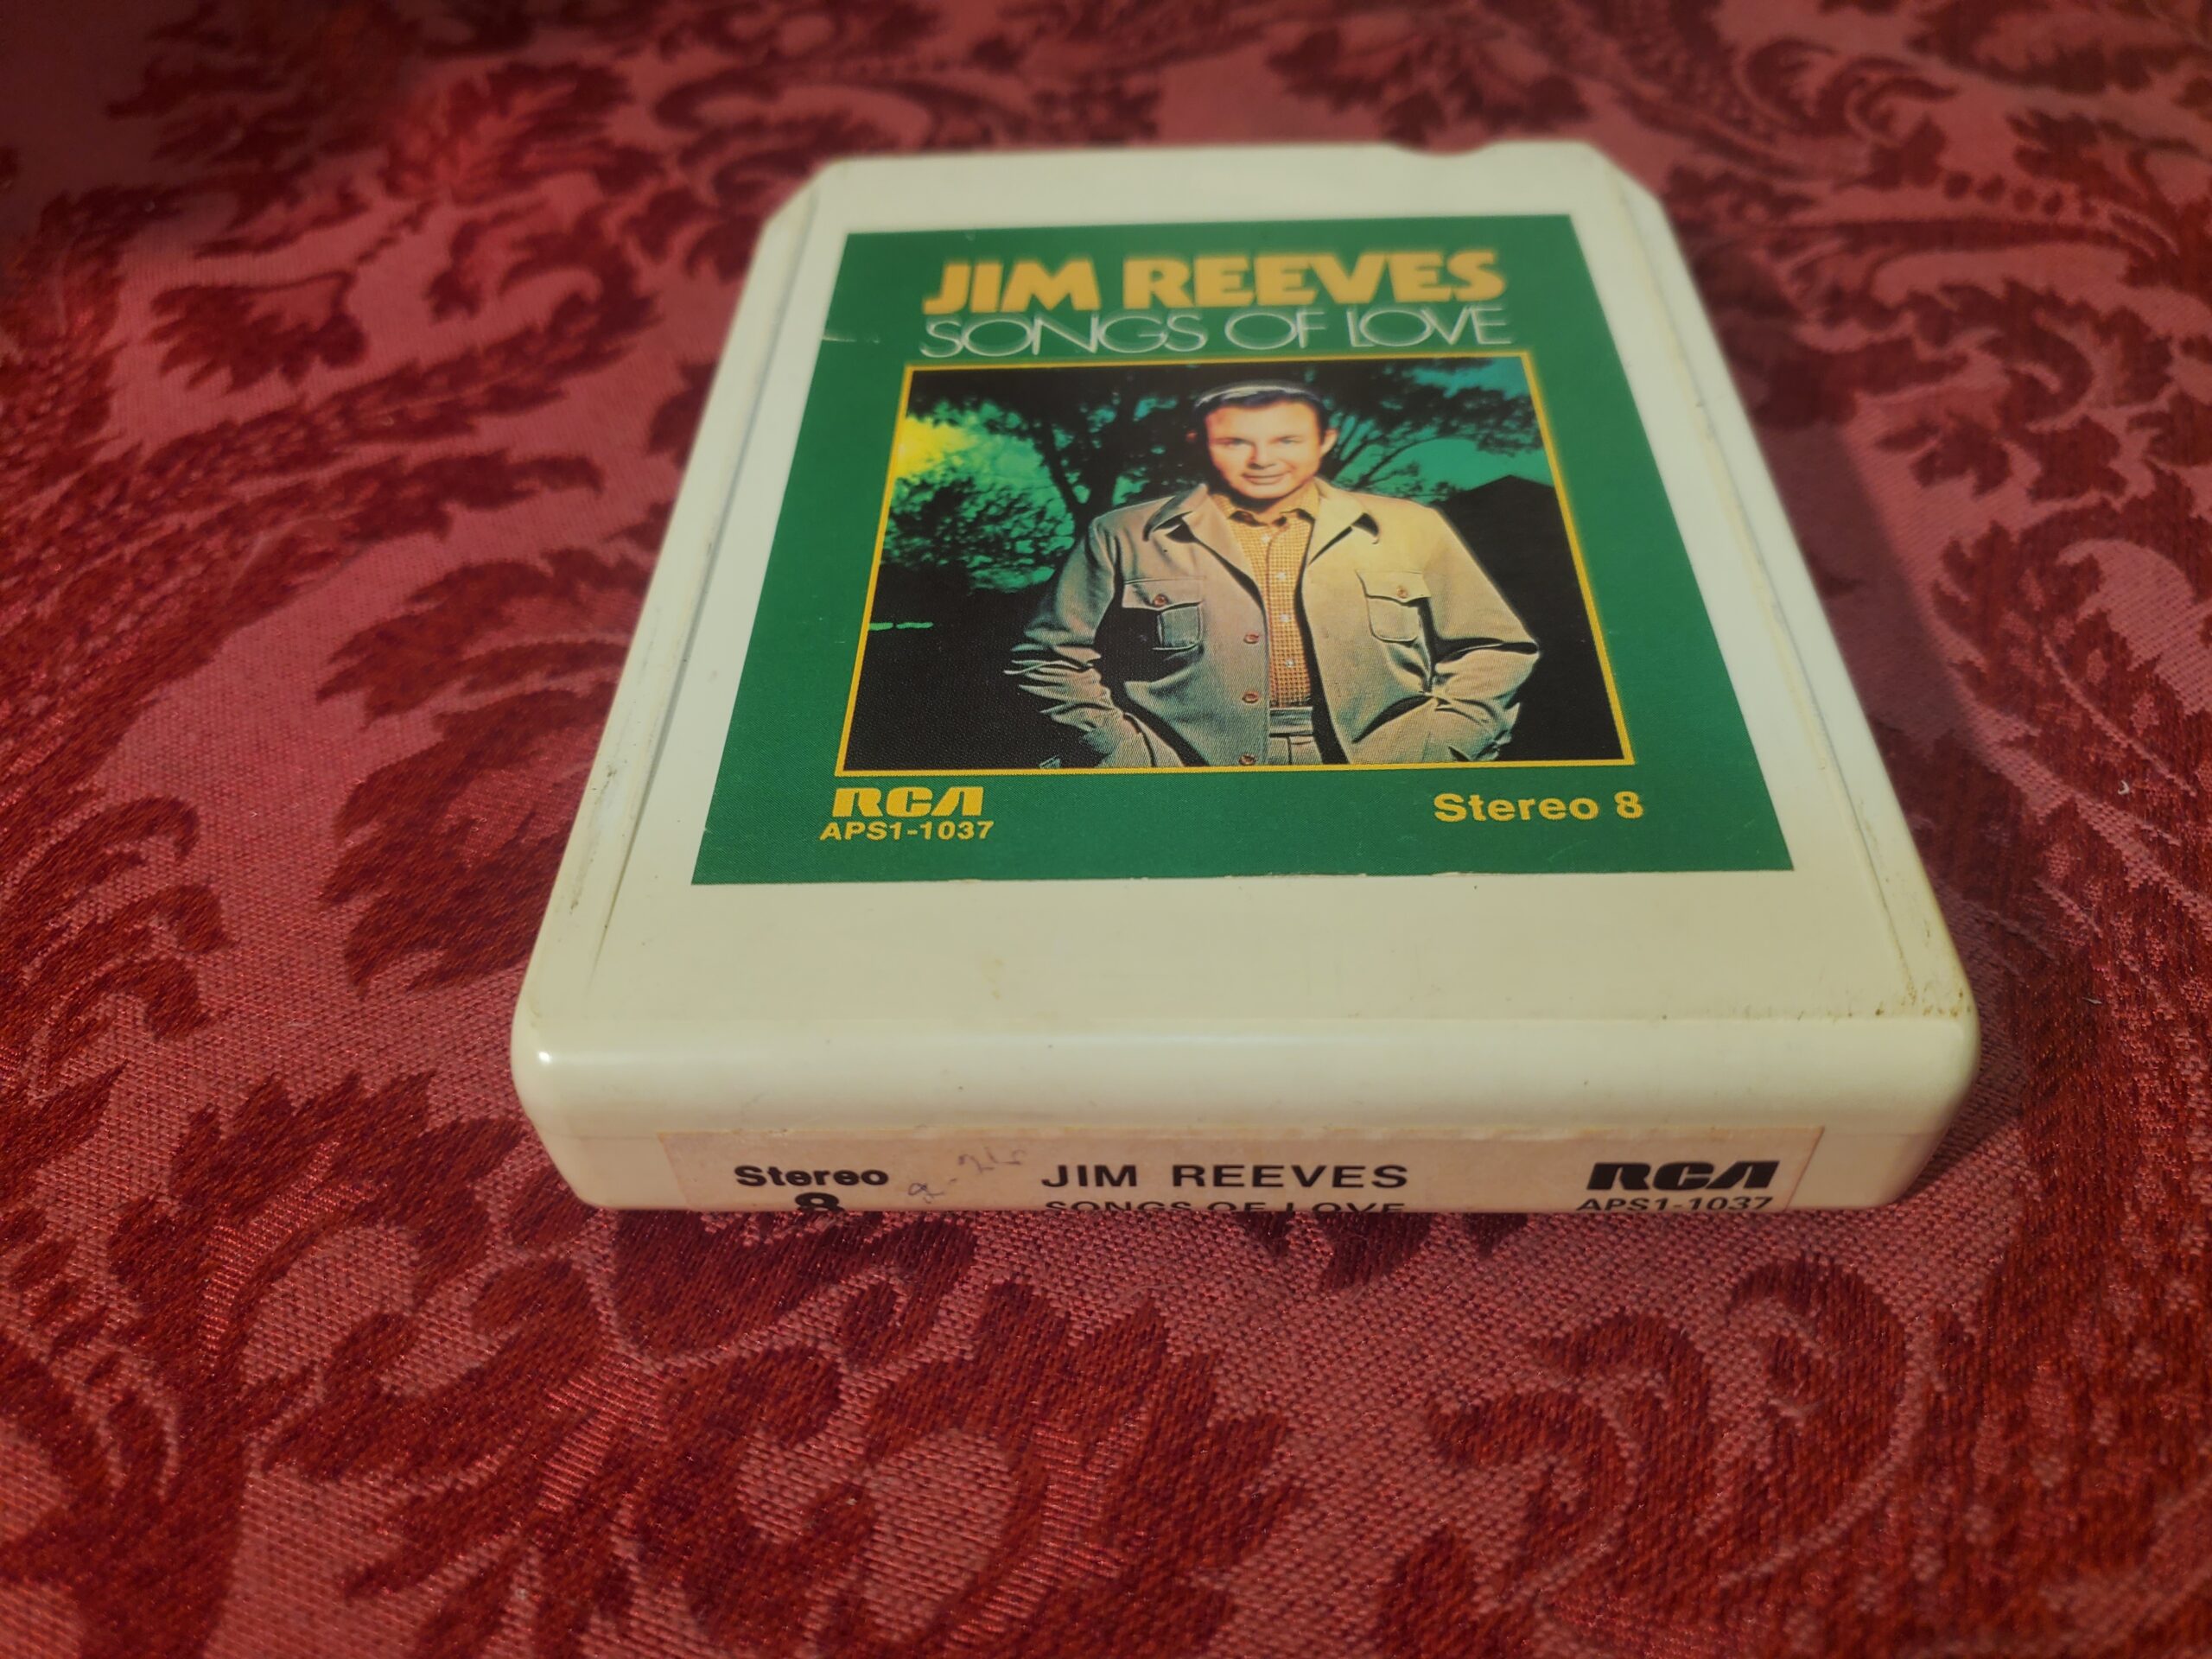 JIM REEVES
SONGS OF LOVE
RCA
APS1-1037
Stereo 8
Stereo
8
JIM REEVES
SONGS OF LOVE
RCA
APS1-1037